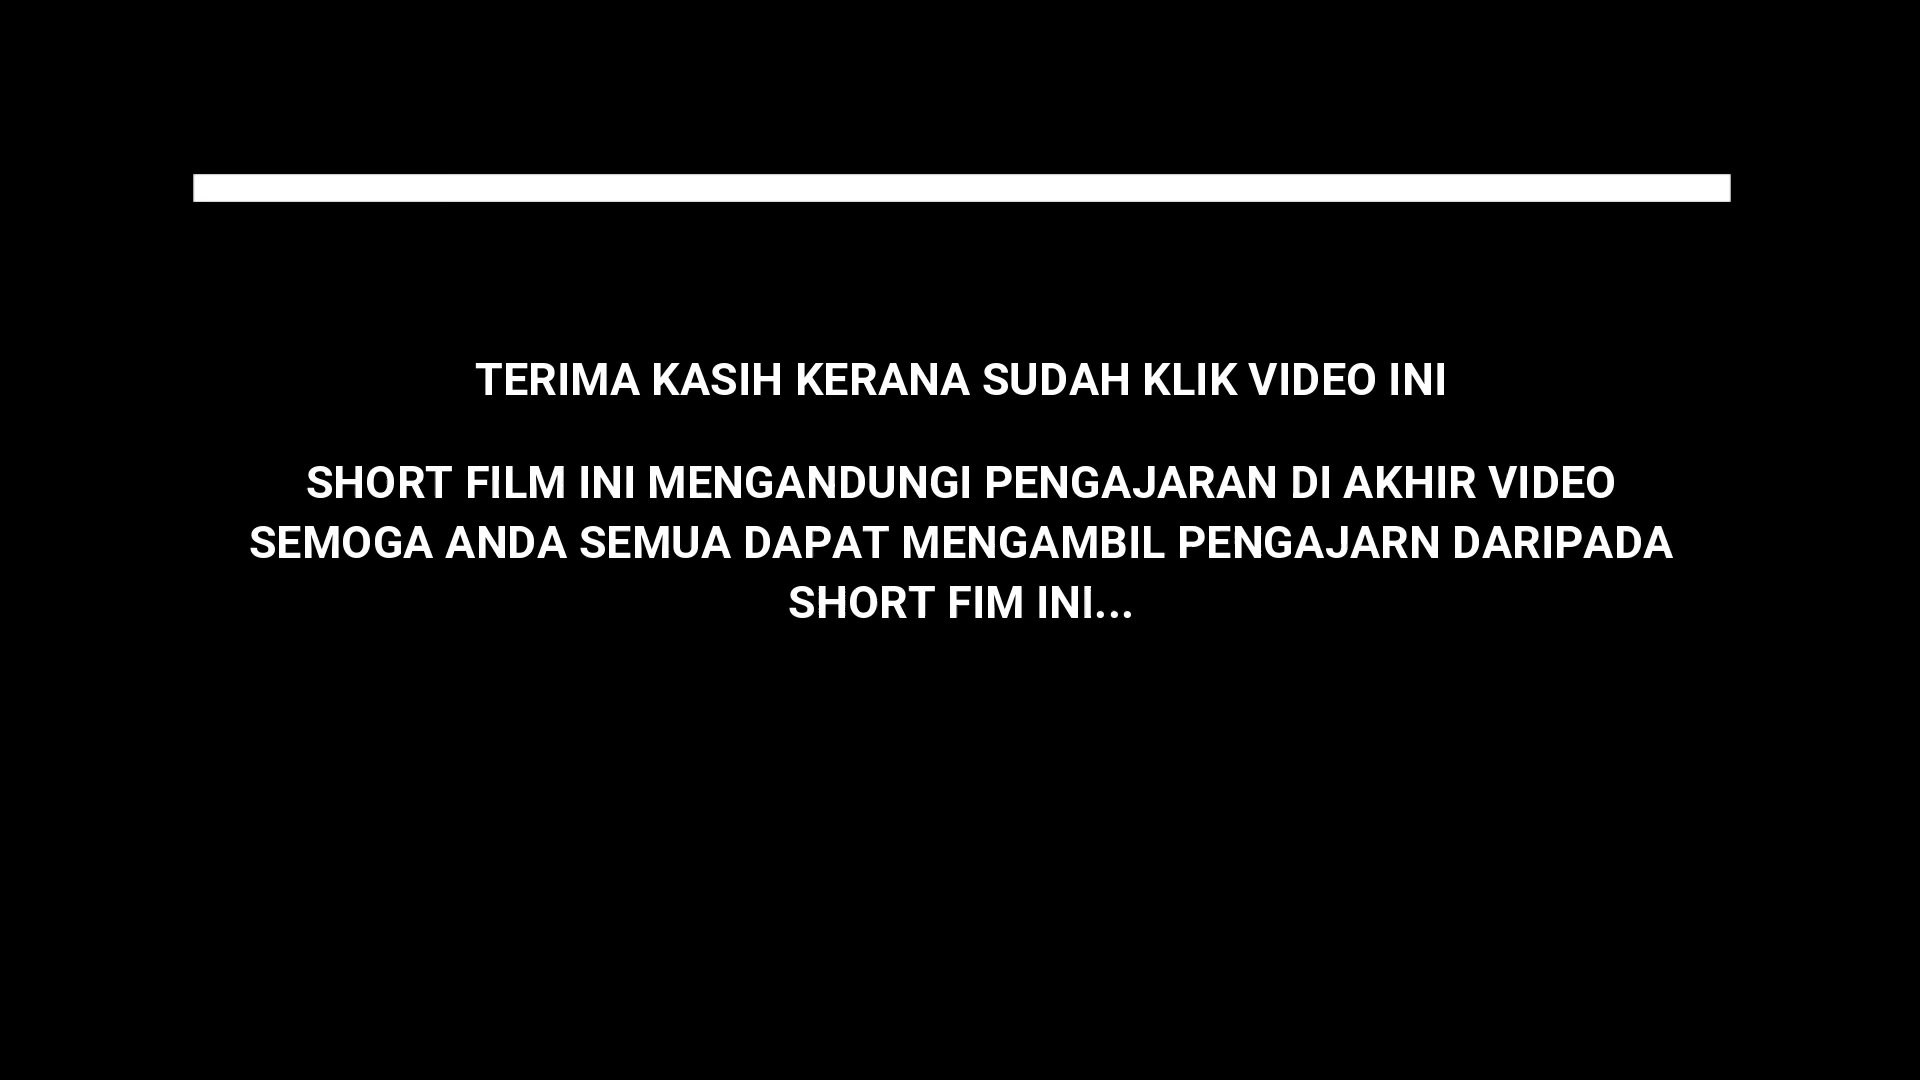 TERIMA KASIH KERANA SUDAH KLIK VIDEO INI
SHORT FILM INI MENGANDUNGI PENGAJARAN DI AKHIR VIDEO
SEMOGA ANDA SEMUA DAPAT MENGAMBIL PENGAJARN DARIPADA
SHORT FIM INI...